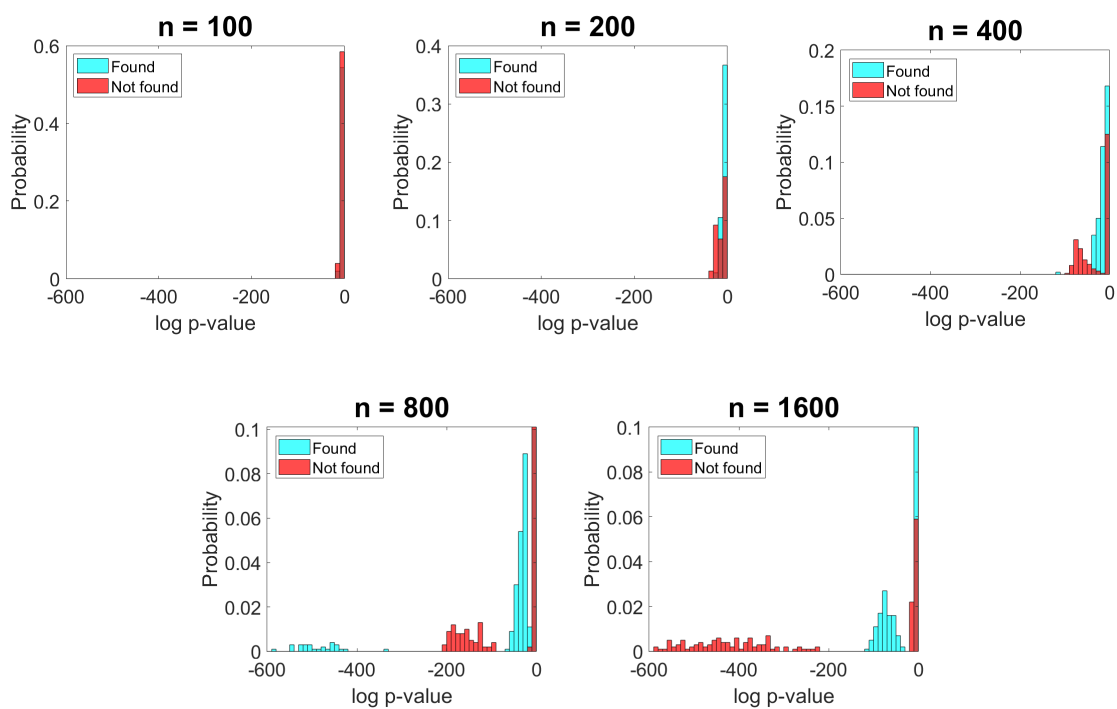 n = 100
0.6
0.4
0.2
0
Probability
Found
Not found
-600 -400 -200 0
log p-value
n = 200
0.4
0.3
0.2
0.1
0
Probability
Found
Not found
-600 -400 -200 0
log p-value
n = 400
0.2
0.15
0.1
0.05
0
Probability
Found
Not found
-600 -400 -200 0
log p-value
n = 800
0.1
0.08
0.06
0.04
0.02
0
Probability
Found
Not found
-600 -400 -200 0
log p-value
n = 1600
0.1
0.08
0.06
0.04
0.02
0
Probability
Found
Not found
-600 -400 -200 0
log p-value